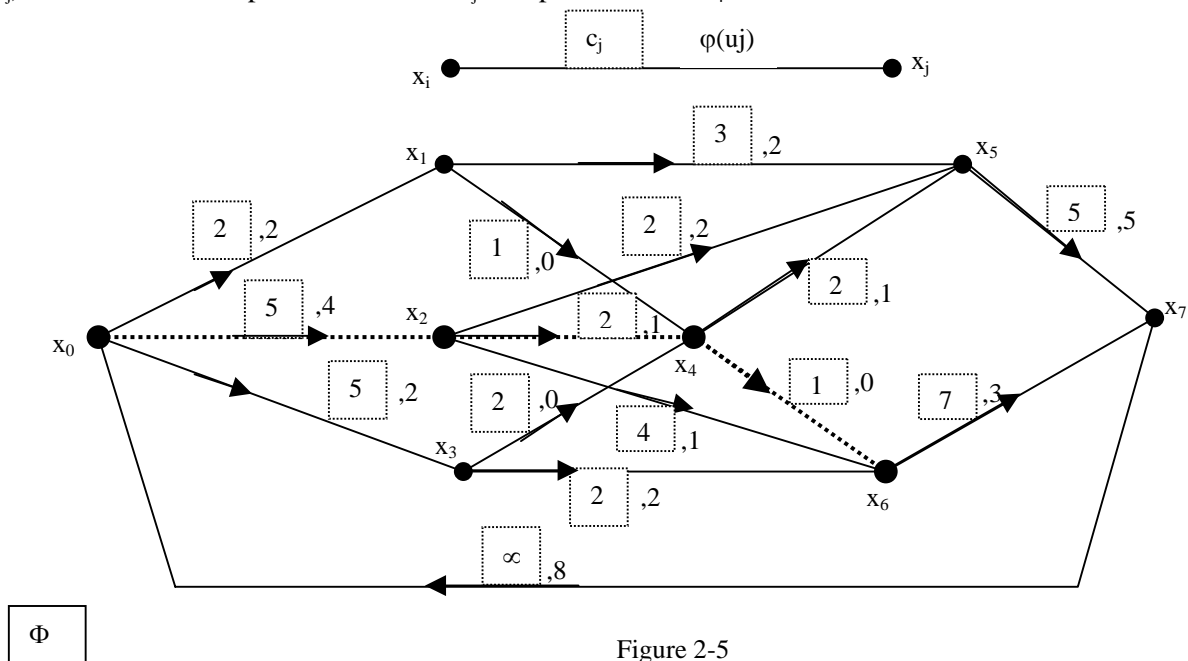 c_j φ(uj)
x_i x_j
x_1 3 ,2 x_5
2 ,2 1 ,0 2 ,2 5 ,5
x_0 5 ,4 x_2 2 ,1 x_4 2 ,1 x_7
5 ,2 2 ,0 4 ,1 1 ,0 7 ,3
x_3 2 ,2 x_6
∞ ,8
Φ
Figure 2-5